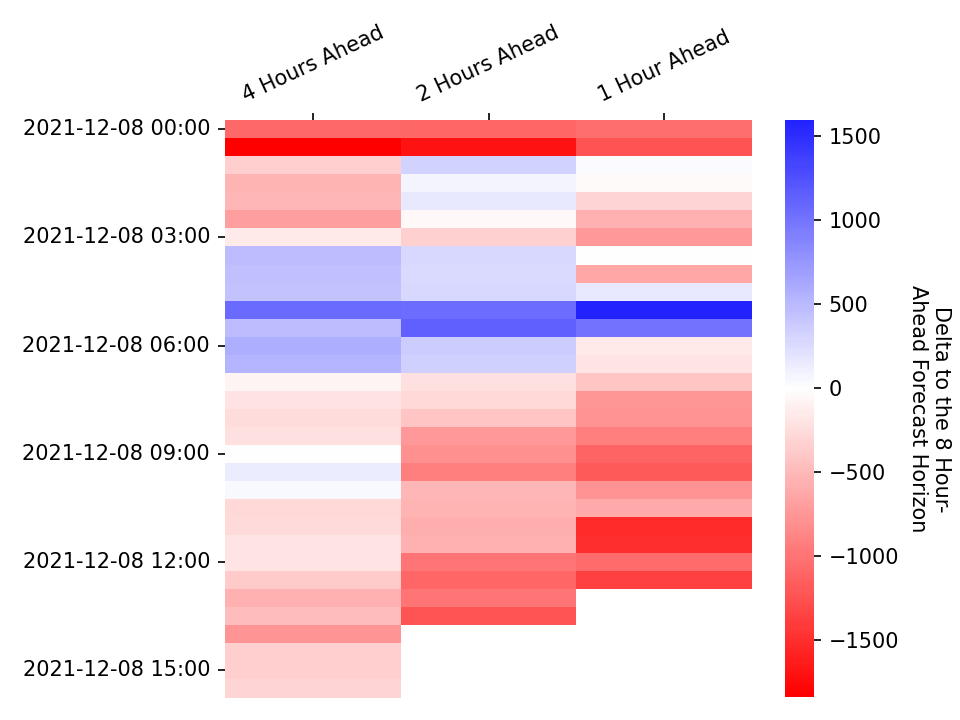 4 Hours Ahead
2 Hours Ahead
1 Hour Ahead
2021-12-08 00:00
2021-12-08 03:00
2021-12-08 06:00
2021-12-08 09:00
2021-12-08 12:00
2021-12-08 15:00
1500
1000
500
0
−500
−1000
−1500
Delta to the 8 Hour-
Ahead Forecast Horizon